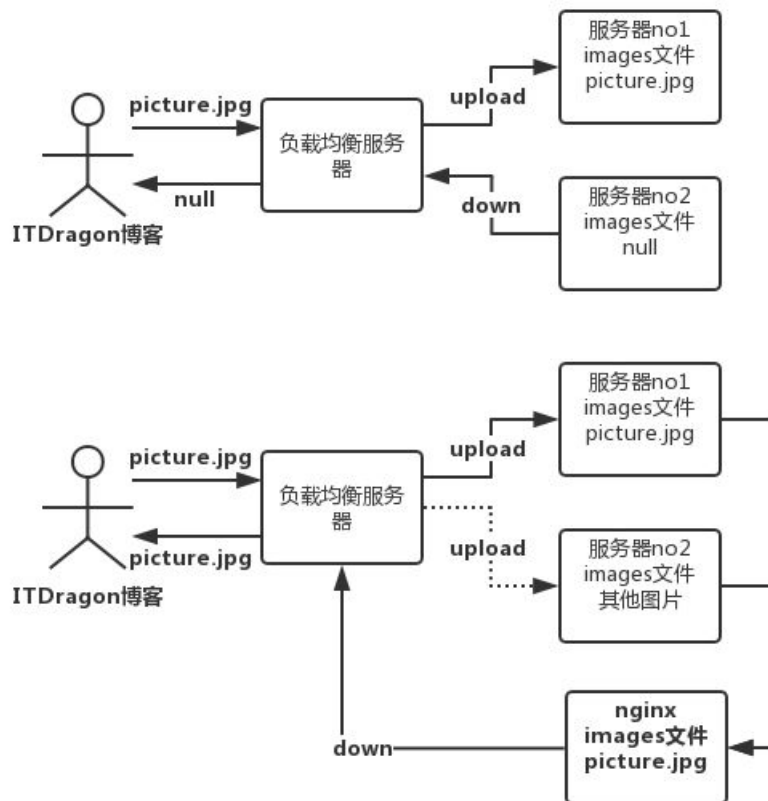 服务器no1
images文件
picture.jpg
picture.jpg
upload
负载均衡服务
器
null
down
服务器no2
images文件
null
ITDragon博客
服务器no1
images文件
picture.jpg
picture.jpg
upload
负载均衡服务
器
picture.jpg
upload
服务器no2
images文件
其他图片
ITDragon博客
nginx
images文件
picture.jpg
down